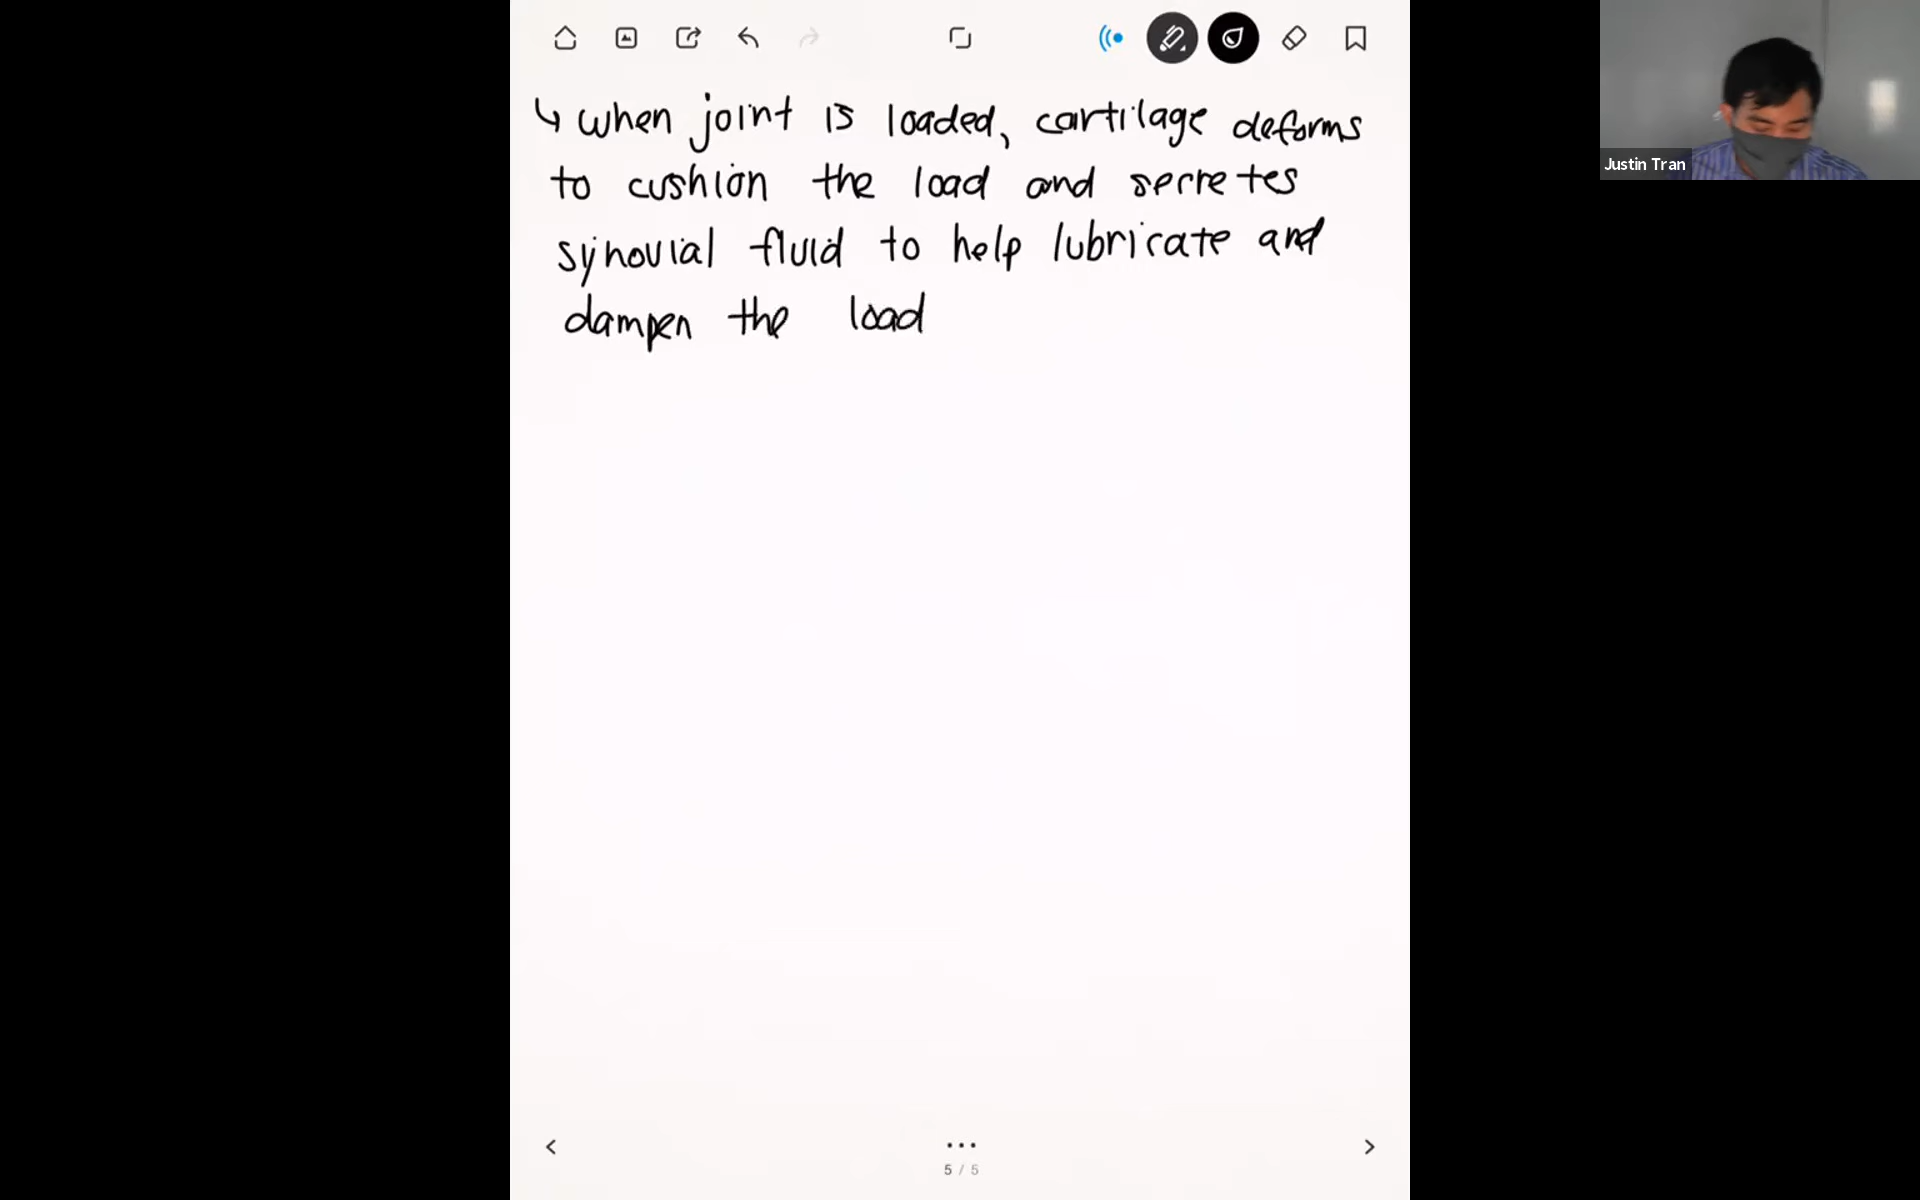 ↳ when joint is loaded, cartilage deforms
to cushion the load and secretes
synovial fluid to help lubricate and
dampen the load
Justin Tran
5 / 5